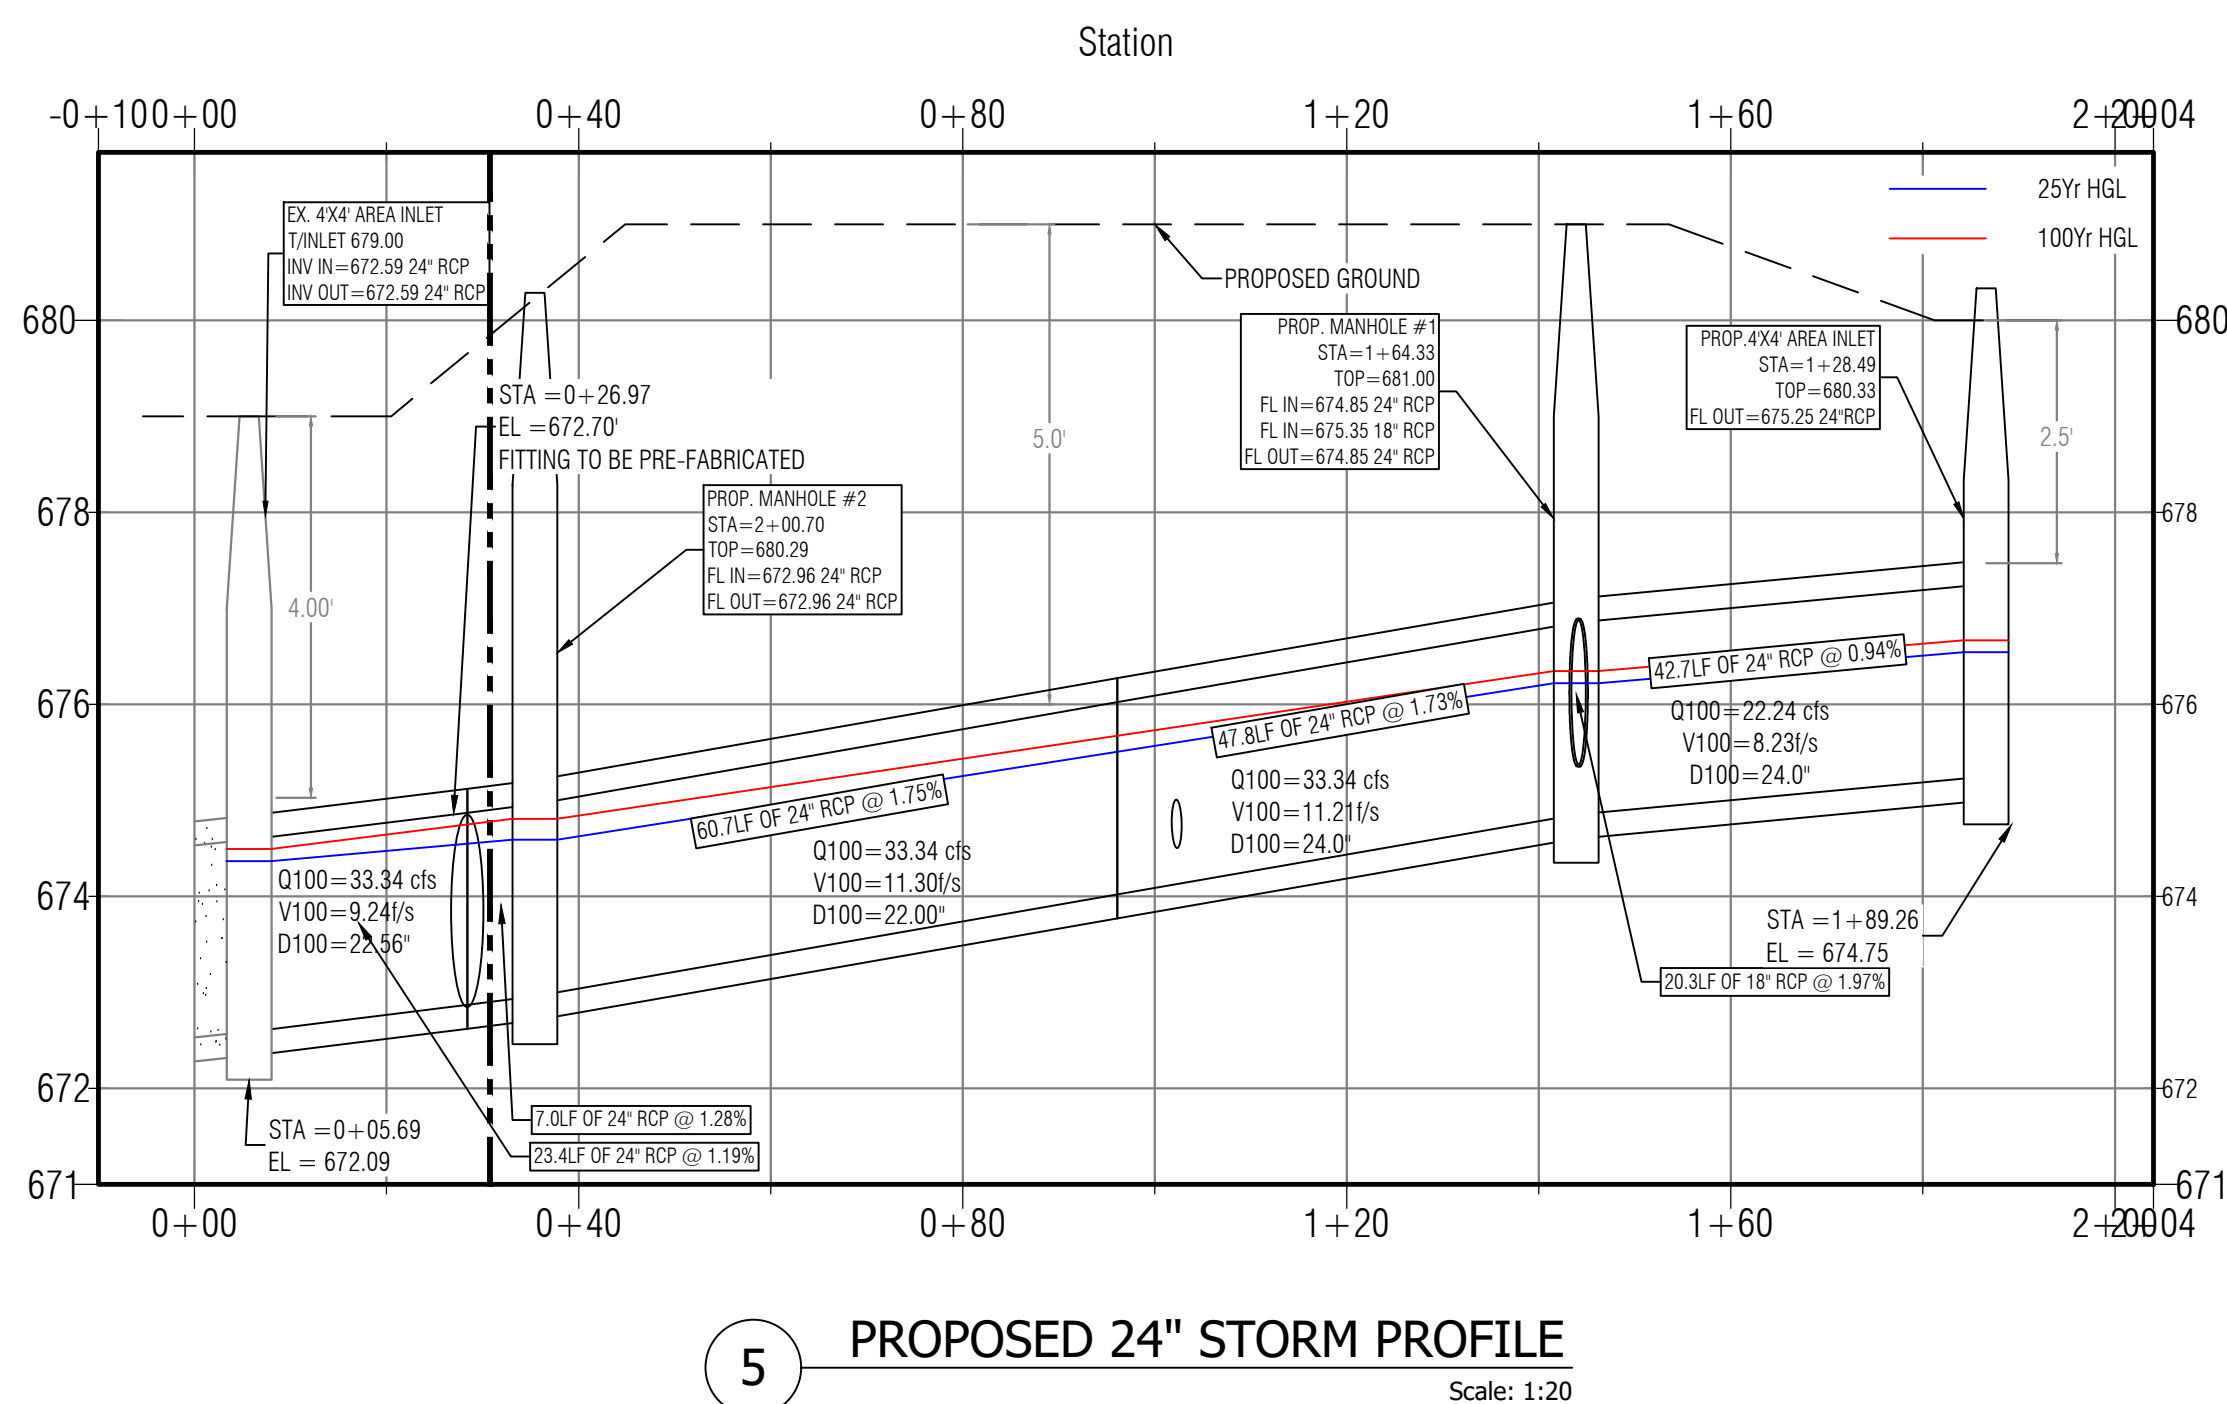 Station
-0+10 0+00 0+40 0+80 1+20 1+60 2+00 2+04
25Yr HGL
100Yr HGL
EX. 4'X4' AREA INLET
T/INLET 679.00
INV IN=672.59 24" RCP
INV OUT=672.59 24" RCP
PROPOSED GROUND
680
680
PROP. MANHOLE #1
STA=1+64.33
TOP=681.00
FL IN=674.85 24" RCP
FL IN=675.35 18" RCP
FL OUT=674.85 24" RCP
PROP.4'X4' AREA INLET
STA=1+28.49
TOP=680.33
FL OUT=675.25 24"RCP
STA =0+26.97
EL =672.70'
FITTING TO BE PRE-FABRICATED
5.0'
2.5'
678
678
PROP. MANHOLE #2
STA=2+00.70
TOP=680.29
FL IN=672.96 24" RCP
FL OUT=672.96 24" RCP
4.00'
676
676
42.7LF OF 24" RCP @ 0.94%
Q100=22.24 cfs
V100=8.23f/s
D100=24.0"
47.8LF OF 24" RCP @ 1.73%
Q100=33.34 cfs
V100=11.21f/s
D100=24.0"
60.7LF OF 24" RCP @ 1.75%
Q100=33.34 cfs
V100=11.30f/s
D100=22.00"
Q100=33.34 cfs
V100=9.24f/s
D100=22.56"
674
674
STA =1+89.26
EL = 674.75
20.3LF OF 18" RCP @ 1.97%
672
672
7.0LF OF 24" RCP @ 1.28%
23.4LF OF 24" RCP @ 1.19%
STA =0+05.69
EL = 672.09
671
671
0+00 0+40 0+80 1+20 1+60 2+00 2+04
5
PROPOSED 24" STORM PROFILE
Scale: 1:20